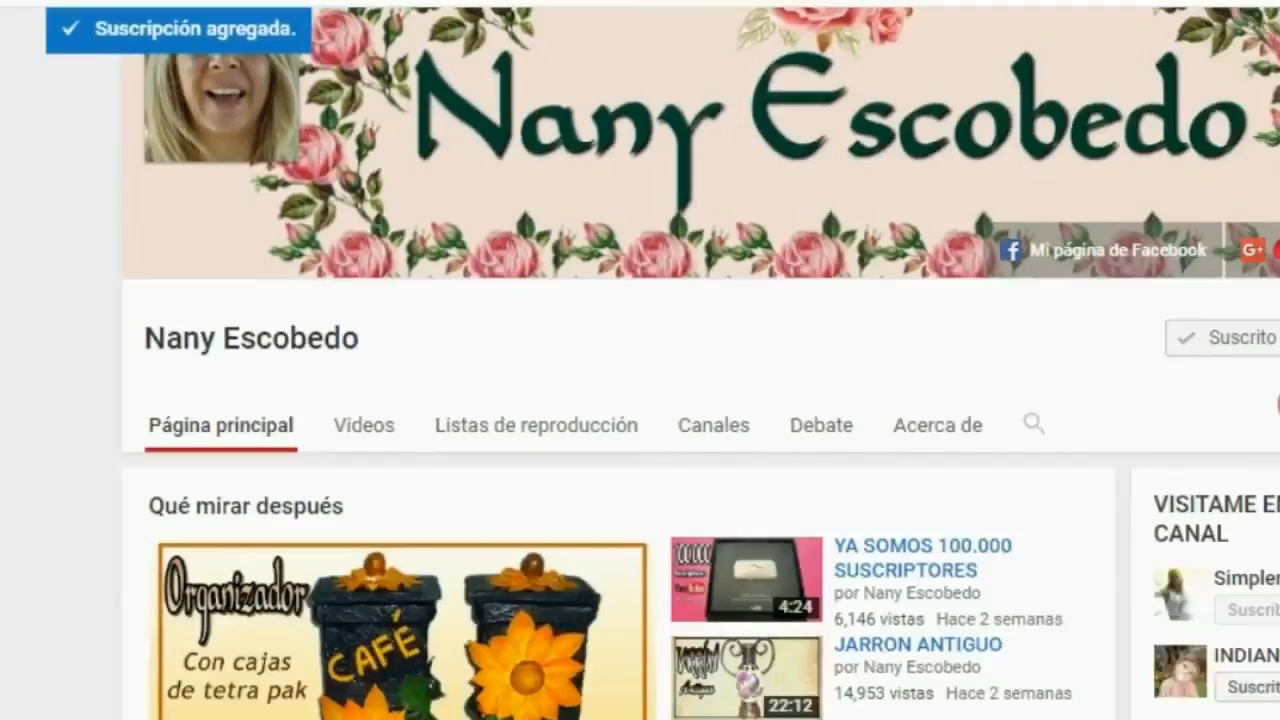 Suscripción agregada.
Nany Escobedo
Mi página de Facebook
G+
Nany Escobedo
Suscrito
Página principal
Videos
Listas de reproducción
Canales
Debate
Acerca de
Qué mirar después
Organizador
Con cajas
de tetra pak
CAFÉ
100.000
4:24
YA SOMOS 100.000
SUSCRIPTORES
por Nany Escobedo
6,146 vistas Hace 2 semanas
22:12
JARRON ANTIGUO
por Nany Escobedo
14,953 vistas Hace 2 semanas
VISITAME
CANAL
INDIAN